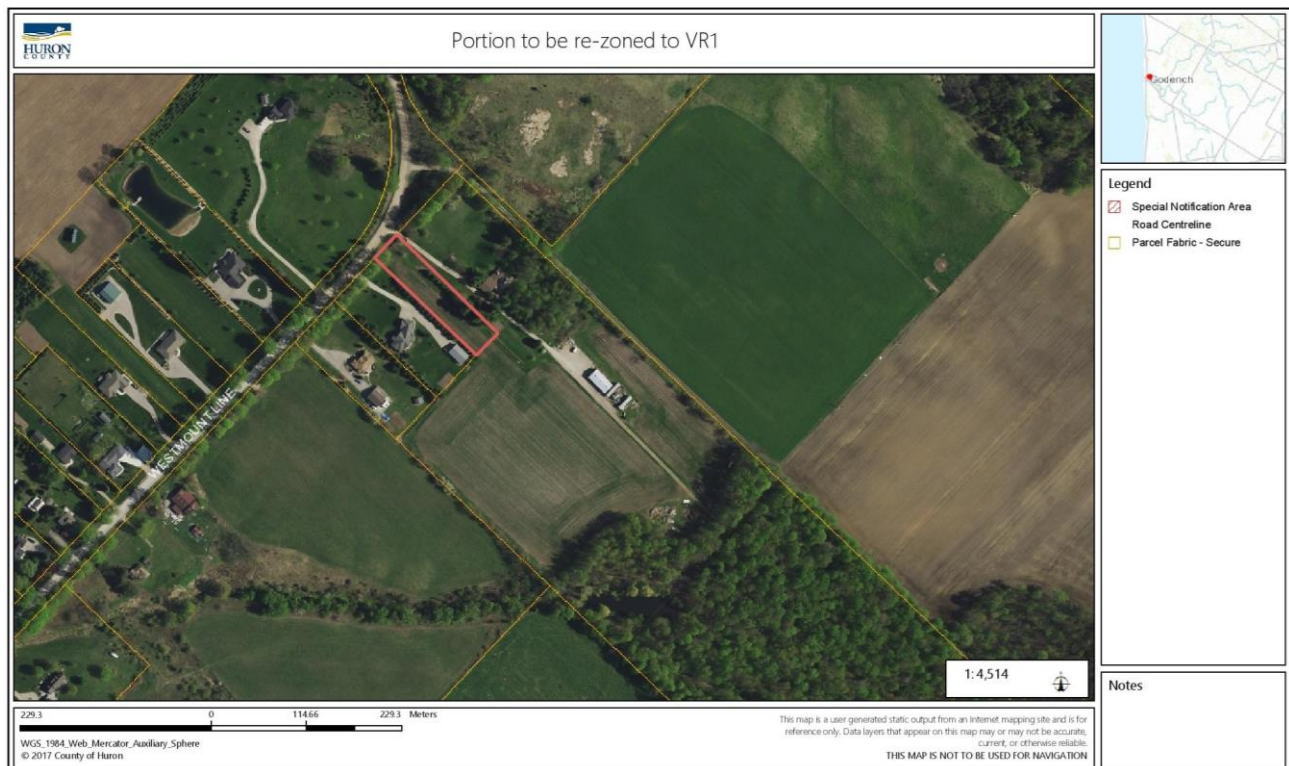 HURON
COUNTY
Portion to be re-zoned to VR1
Goderich
Legend
Special Notification Area
Road Centreline
Parcel Fabric - Secure
WESTMOUNT LINE
1: 4,514
Notes
229.3 0 114.66 229.3 Meters
WGS_1984_Web_Mercator_Auxiliary_Sphere
© 2017 County of Huron
This map is a user generated static output from an Internet mapping site and is for
reference only. Data layers that appear on this map may or may not be accurate,
current, or otherwise reliable.
THIS MAP IS NOT TO BE USED FOR NAVIGATION